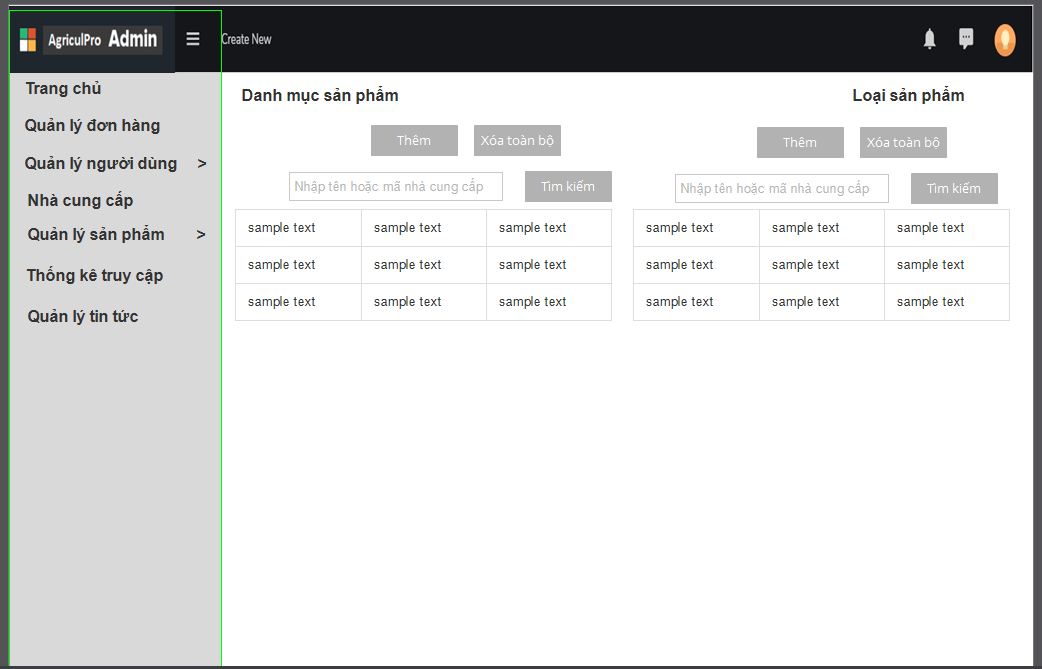 AgriculPro Admin
Create New
Trang chủ
Quản lý đơn hàng
Quản lý người dùng >
Nhà cung cấp
Quản lý sản phẩm >
Thống kê truy cập
Quản lý tin tức
Danh mục sản phẩm
Thêm Xóa toàn bộ
Nhập tên hoặc mã nhà cung cấp Tìm kiếm
sample text sample text sample text
sample text sample text sample text
sample text sample text sample text
Loại sản phẩm
Thêm Xóa toàn bộ
Nhập tên hoặc mã nhà cung cấp Tìm kiếm
sample text sample text sample text
sample text sample text sample text
sample text sample text sample text